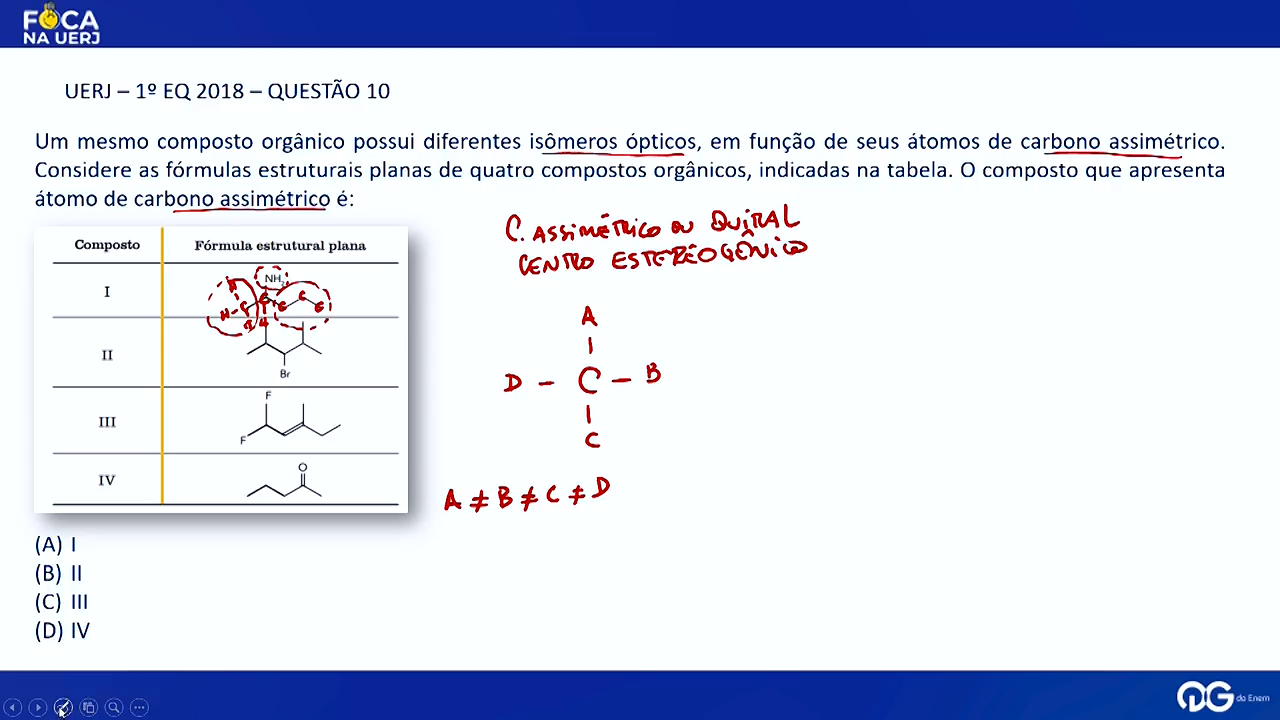 FOCA
NA UERJ
UERJ – 1º EQ 2018 – QUESTÃO 10
Um mesmo composto orgânico possui diferentes isômeros ópticos, em função de seus átomos de carbono assimétrico.
Considere as fórmulas estruturais planas de quatro compostos orgânicos, indicadas na tabela. O composto que apresenta
átomo de carbono assimétrico é:
Composto Fórmula estrutural plana
I NH₂
H
H - C C C C C
H H
II
Br
III F
F
IV O
C. ASSIMÉTRICO OU QUIRAL
CENTRO ESTEREOGÊNICO
A
D – C – B
C
A ≠ B ≠ C ≠ D
(A) I
(B) II
(C) III
(D) IV
DG do Enem